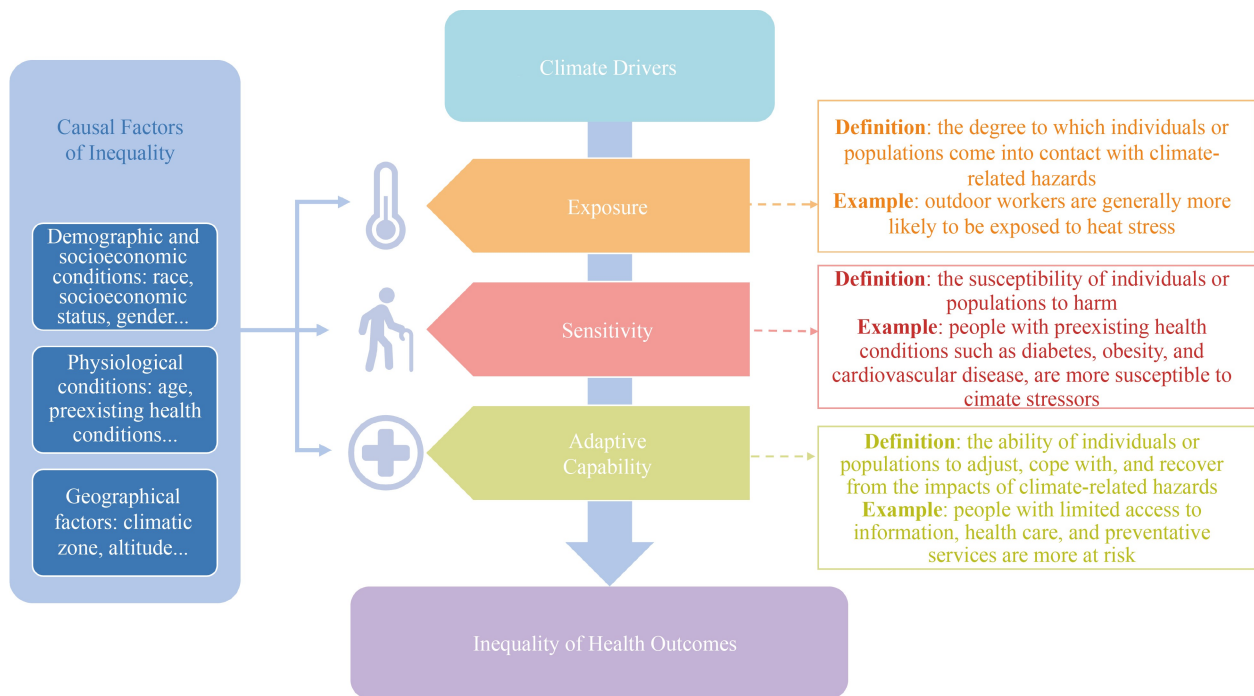 Climate Drivers
Causal Factors
of Inequality
Demographic and
socioeconomic
conditions: race,
socioeconomic
status, gender...
Physiological
conditions: age,
preexisting health
conditions...
Geographical
factors: climatic
zone, altitude...
Exposure
Definition: the degree to which individuals or
populations come into contact with climate-
related hazards
Example: outdoor workers are generally more
likely to be exposed to heat stress
Sensitivity
Definition: the susceptibility of individuals or
populations to harm
Example: people with preexisting health
conditions such as diabetes, obesity, and
cardiovascular disease, are more susceptible to
cimate stressors
Adaptive
Capability
Definition: the ability of individuals or
populations to adjust, cope with, and recover
from the impacts of climate-related hazards
Example: people with limited access to
information, health care, and preventative
services are more at risk
Inequality of Health Outcomes